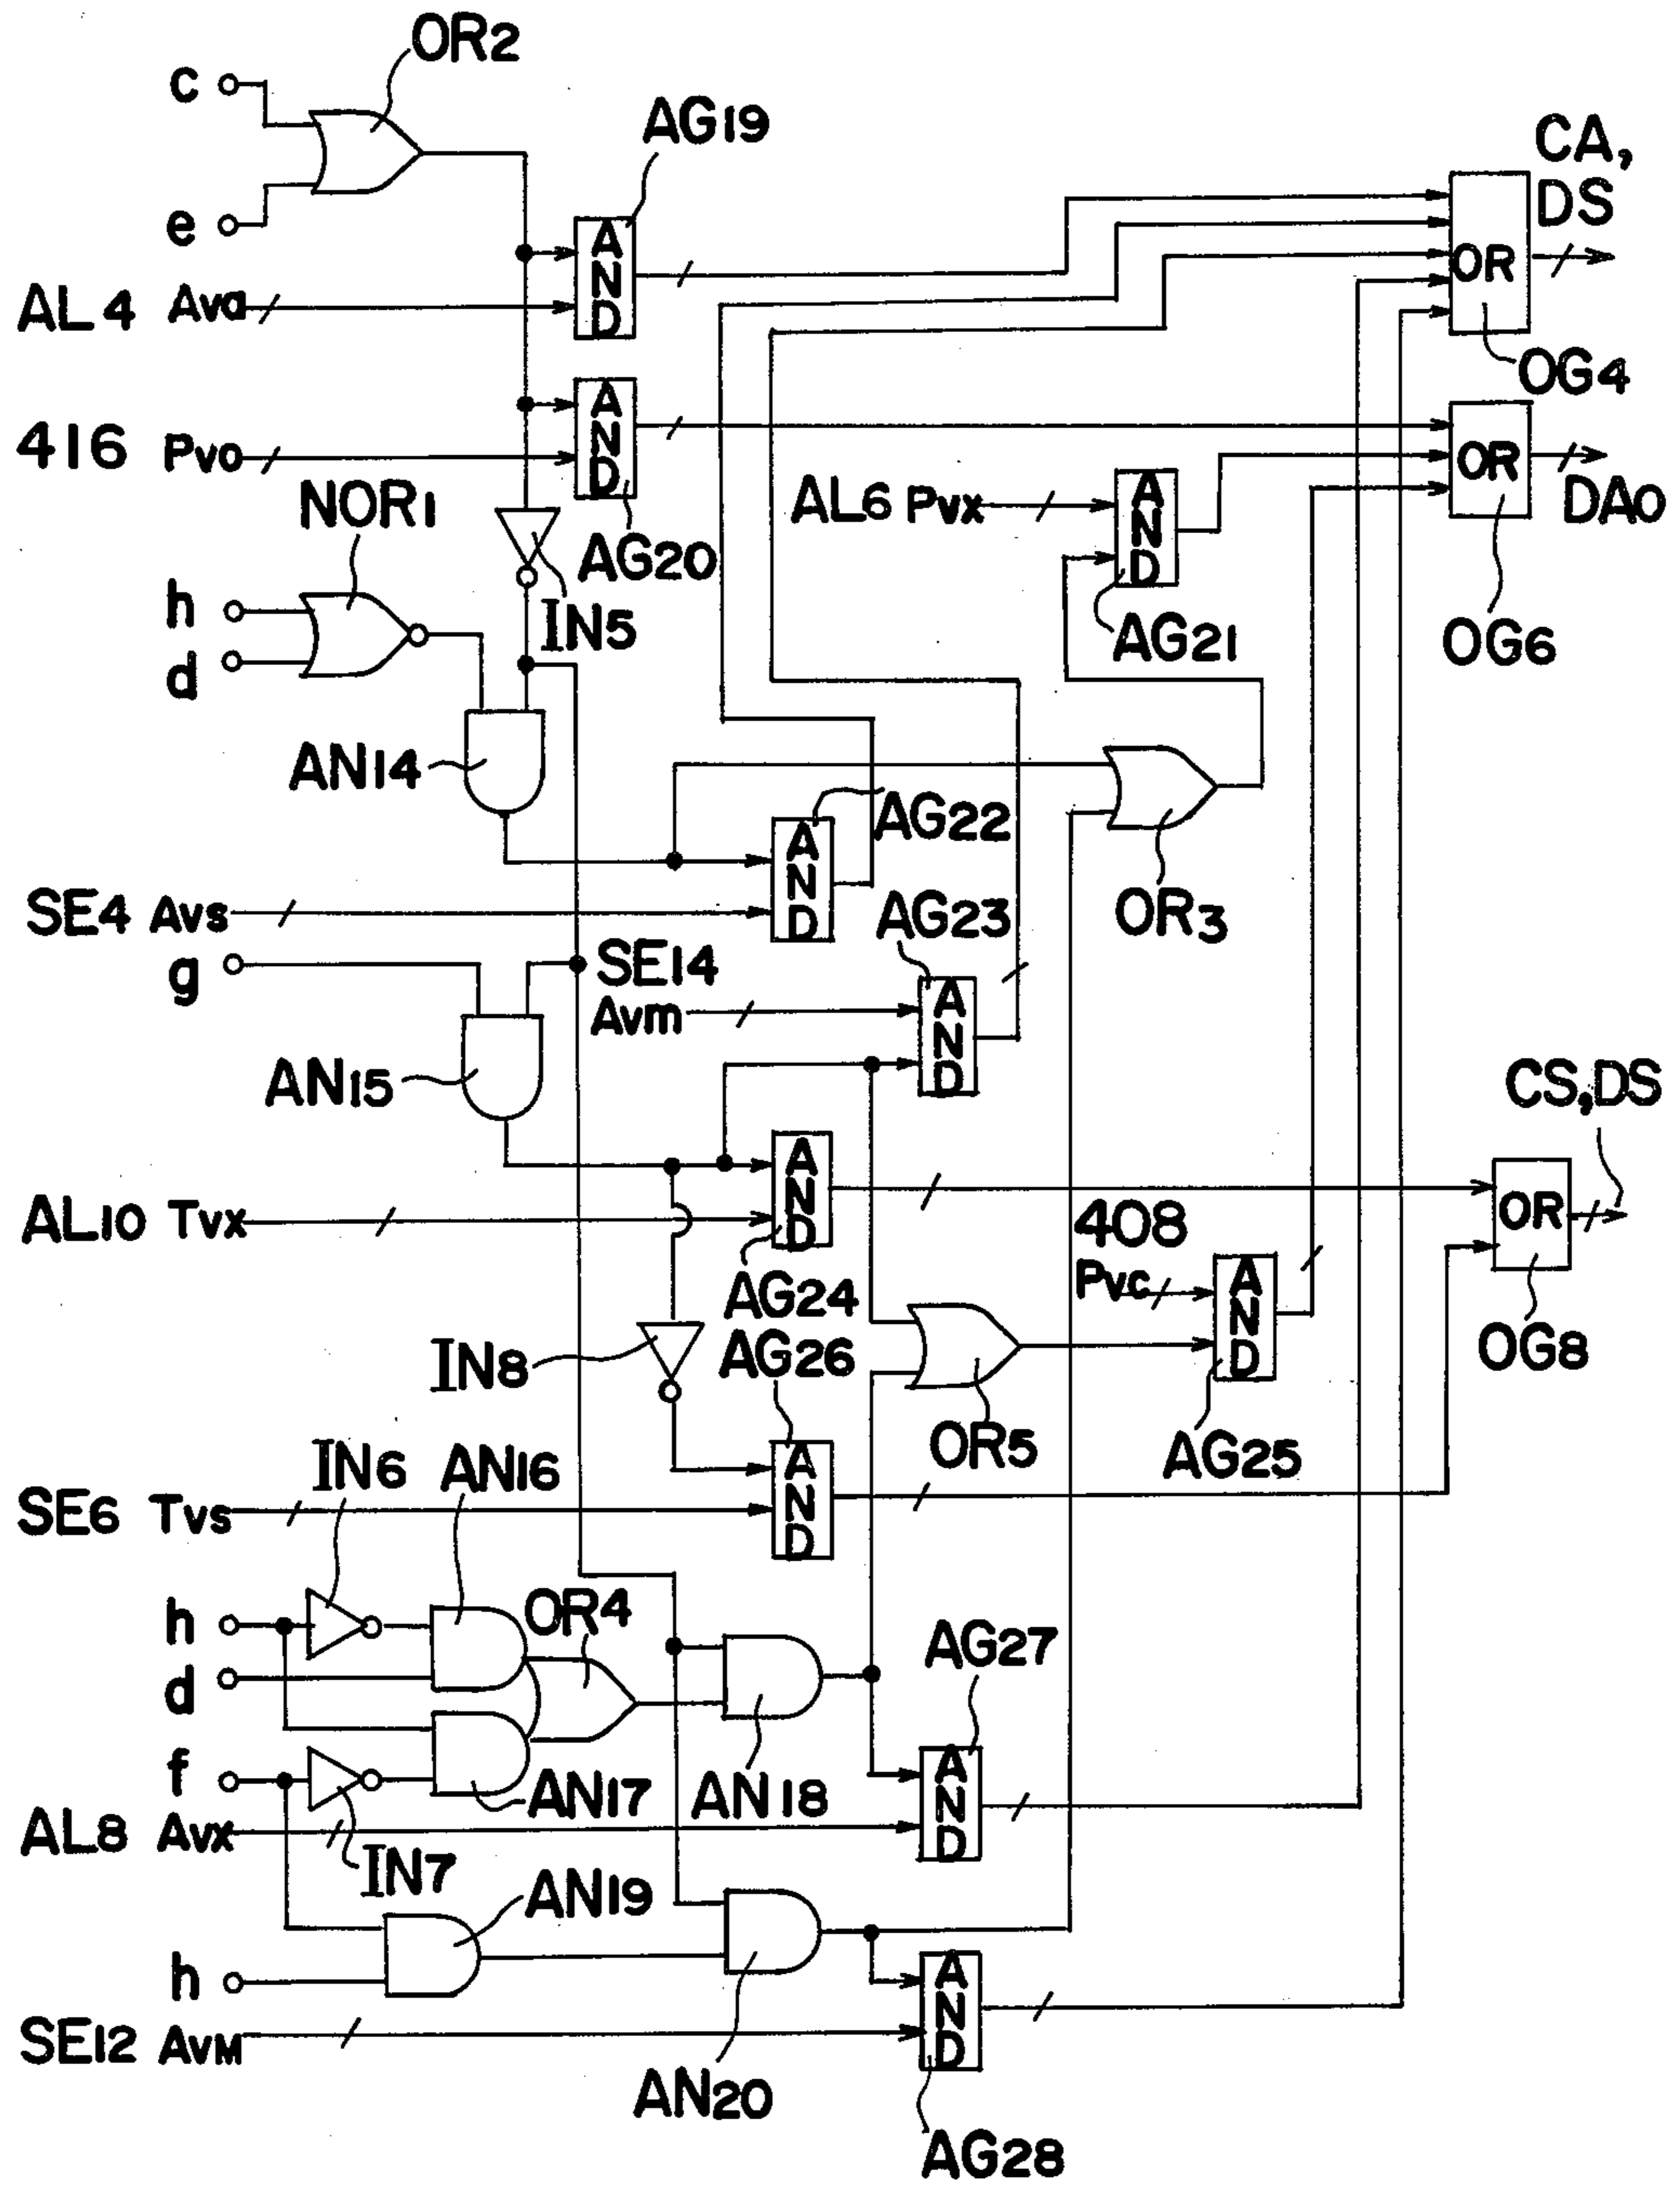 c
OR2
AG19
CA,
DS
e
AND
OR
AL4 Ava
OG4
AND
416 Pvo
OR
DAO
NOR1
AL6 Pvx
AND
AG20
h
IN5
AG21
OG6
d
AN14
AG22
AND
AG23
OR3
SE4 Avs
g
SE14
Avm
AND
AN15
CS,DS
AND
OR
AL10 Tvx
408
Pvc
AND
AG24
OG8
IN8
AG26
OR5
AG25
IN6
AN16
AND
SE6 Tvs
h
OR4
AG27
d
f
AN17
AN18
AND
AL8 Avx
IN7
AN19
h
AND
SE12 AvM
AN20
AG28